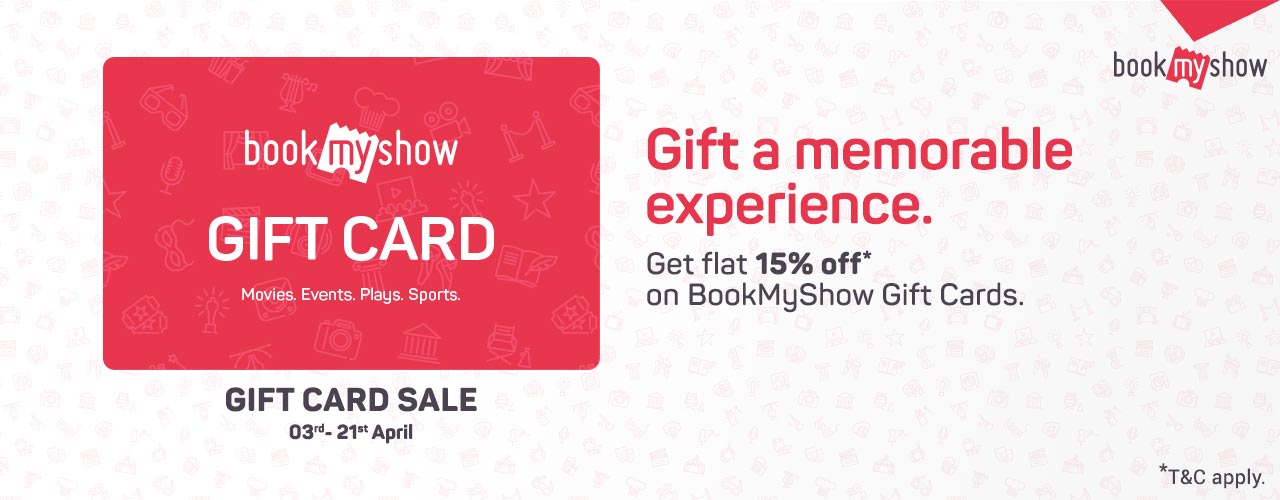 bookmyshow
GIFT CARD
Movies. Events. Plays. Sports.
GIFT CARD SALE
03rd- 21st April
bookmyshow
Gift a memorable
experience.
Get flat 15% off*
on BookMyShow Gift Cards.
*T&C apply.